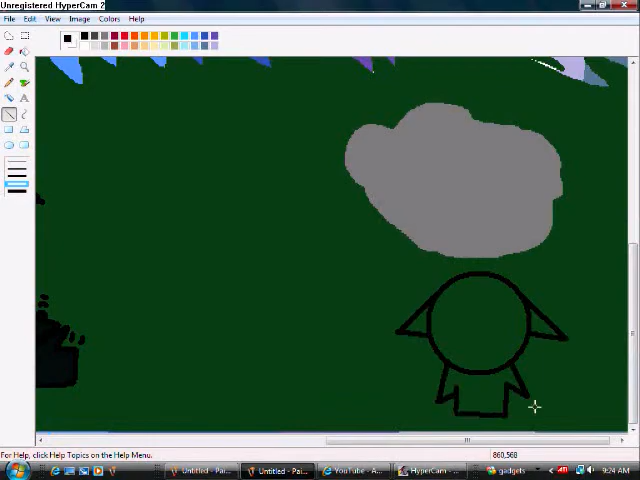 Unregistered HyperCam 2
File Edit View Image Colors Help
For Help, click Help Topics on the Help Menu.
860,568
Untitled - Pai...
Untitled - Pai...
YouTube - A...
HyperCam - ...
gadgets
9:24 AM